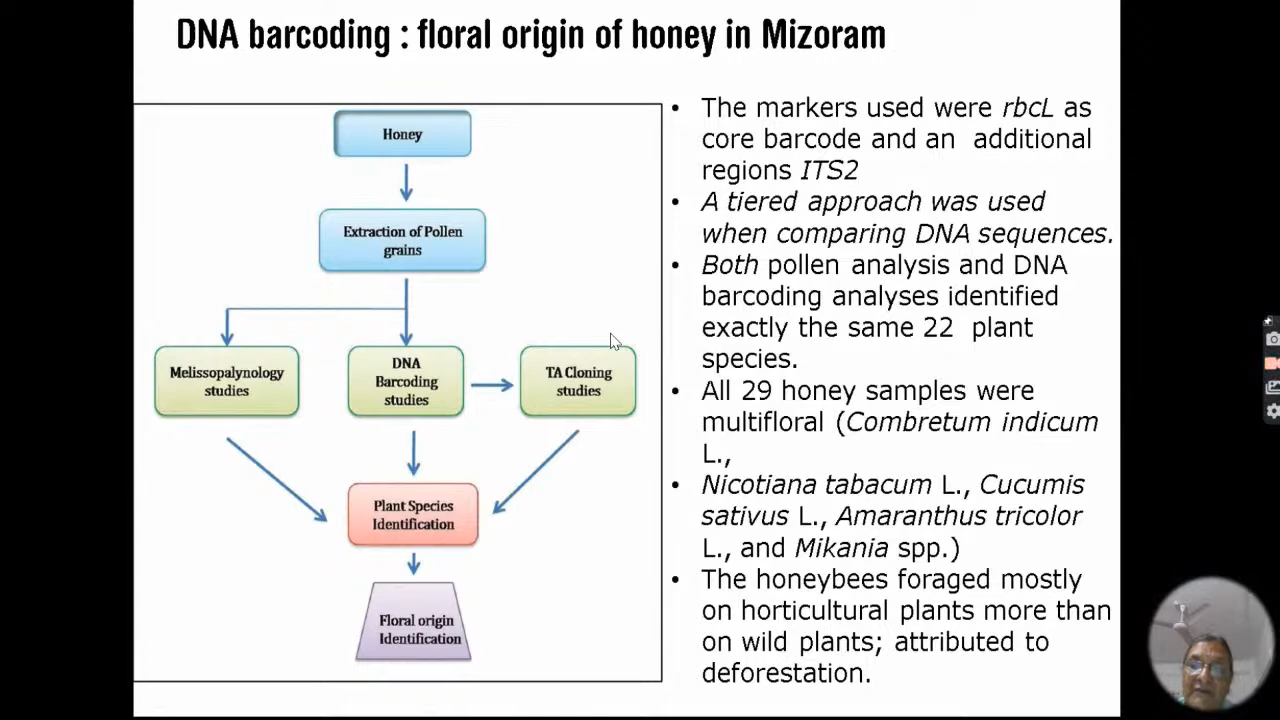 DNA barcoding : floral origin of honey in Mizoram
Honey
Extraction of Pollen
grains
Melissopalynology
studies
DNA
Barcoding
studies
TA Cloning
studies
Plant Species
Identification
Floral origin
Identification
• The markers used were rbcL as
core barcode and an additional
regions ITS2
• A tiered approach was used
when comparing DNA sequences.
• Both pollen analysis and DNA
barcoding analyses identified
exactly the same 22 plant
species.
• All 29 honey samples were
multifloral (Combretum indicum
L.,
• Nicotiana tabacum L., Cucumis
sativus L., Amaranthus tricolor
L., and Mikania spp.)
• The honeybees foraged mostly
on horticultural plants more than
on wild plants; attributed to
deforestation.